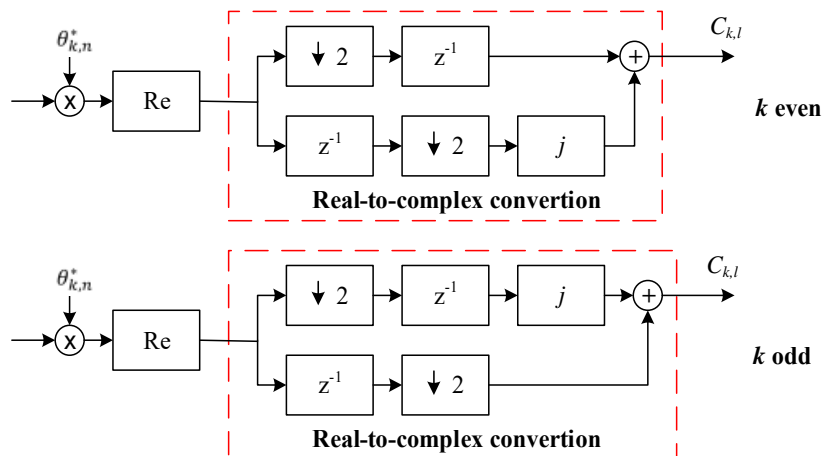 θ*k,n
x
Re
↓ 2
z-1
+
Ck,l
k even
z-1
↓ 2
j
Real-to-complex convertion
θ*k,n
x
Re
↓ 2
z-1
j
+
Ck,l
k odd
z-1
↓ 2
Real-to-complex convertion